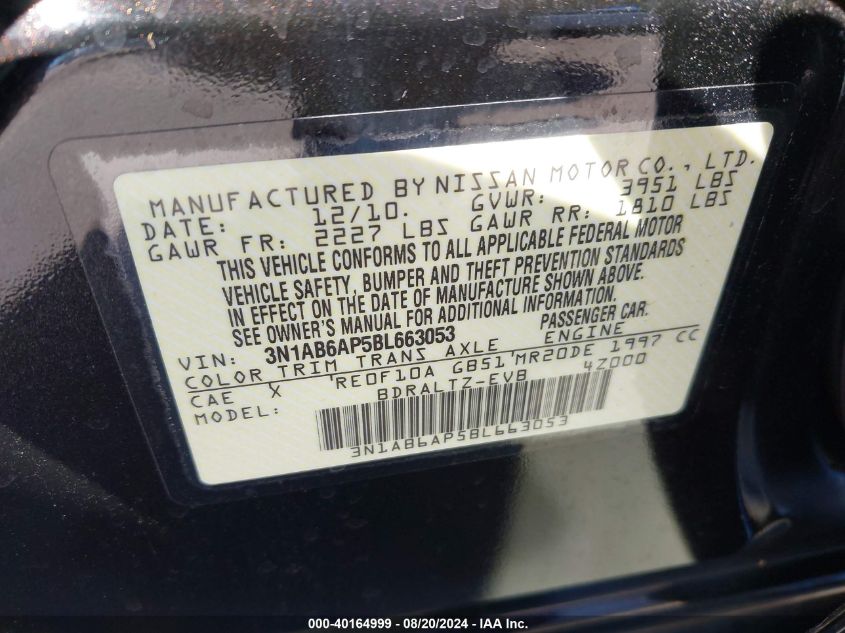 MANUFACTURED BY NISSAN MOTOR CO., LTD.
DATE: 12/10. GVWR: 3951 LBS
GAWR FR: 2227 LBS GAWR RR: 1810 LBS
THIS VEHICLE CONFORMS TO ALL APPLICABLE FEDERAL MOTOR
VEHICLE SAFETY, BUMPER AND THEFT PREVENTION STANDARDS
IN EFFECT ON THE DATE OF MANUFACTURE SHOWN ABOVE.
SEE OWNER'S MANUAL FOR ADDITIONAL INFORMATION.
VIN: 3N1AB6AP5BL663053 PASSENGER CAR.
COLOR TRIM TRANS AXLE ENGINE
CAE X RE0F10A GB51 MR20DE 1997 CC
MODEL: BDRALTZ-EVB 4Z000
3N1AB6AP5BL663053
000-40164999 — 08/20/2024 — IAAI.COM